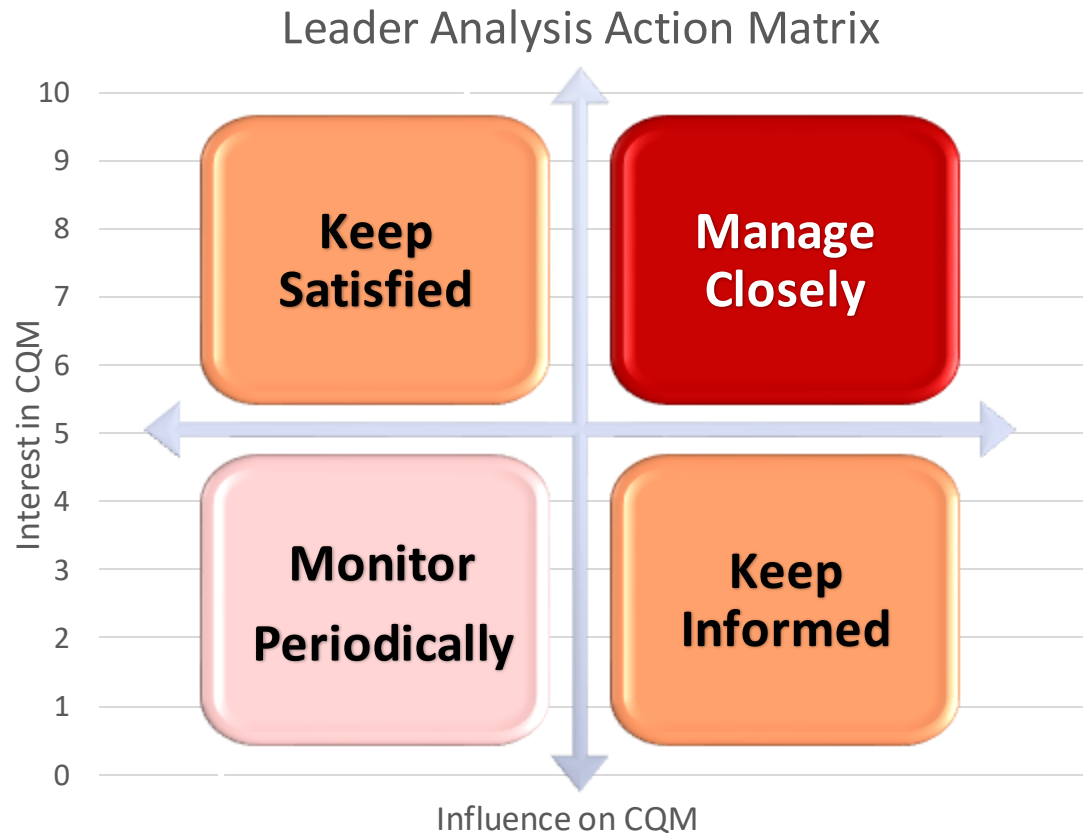 Leader Analysis Action Matrix
10
9
8
7
6
5
4
3
2
1
0
Interest in CQM
Keep
Satisfied
Manage
Closely
Monitor
Periodically
Keep
Informed
Influence on CQM